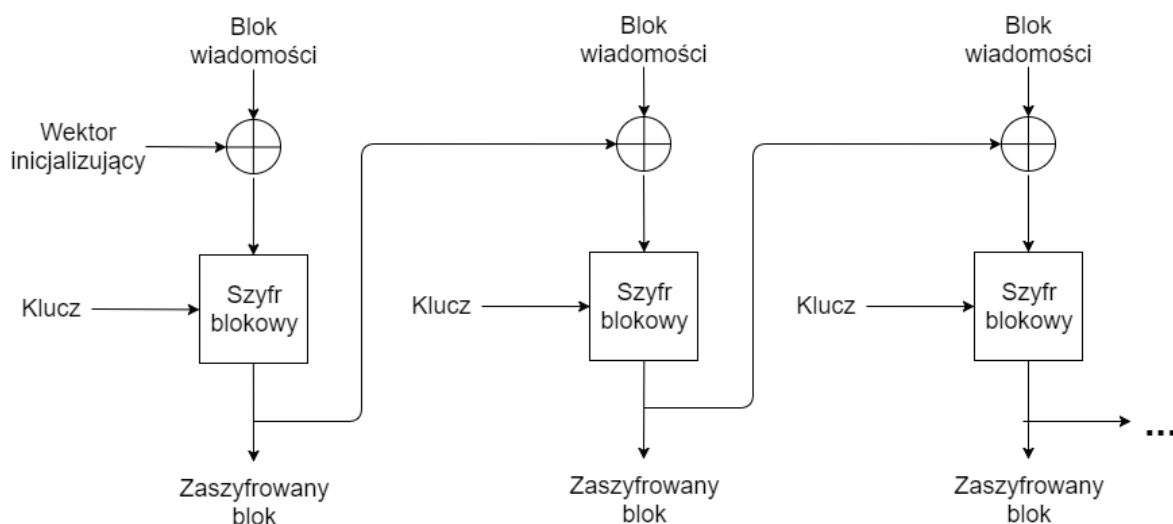 Blok
wiadomości
Blok
wiadomości
Blok
wiadomości
Wektor
inicjalizujący
Klucz
Szyfr
blokowy
Klucz
Szyfr
blokowy
Klucz
Szyfr
blokowy
...
Zaszyfrowany
blok
Zaszyfrowany
blok
Zaszyfrowany
blok